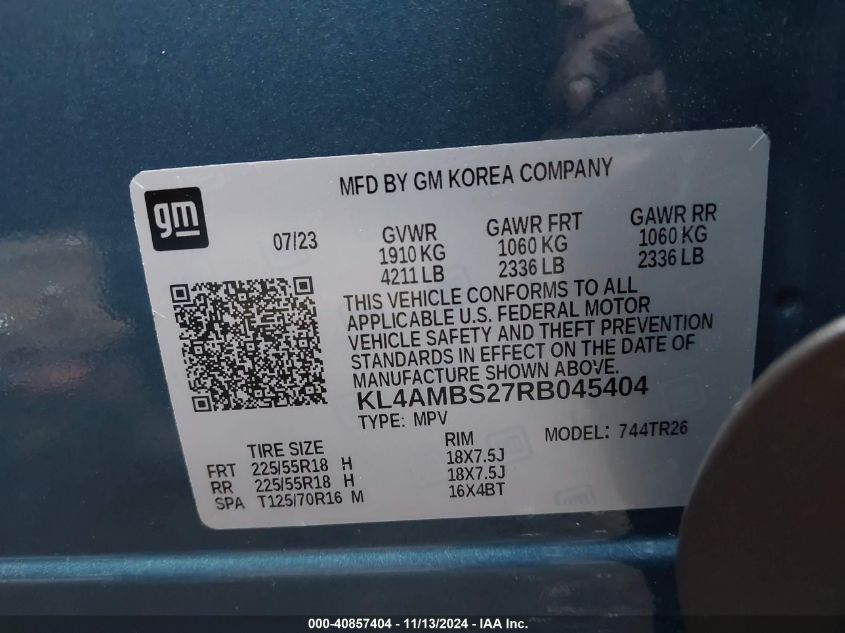 MFD BY GM KOREA COMPANY
gm
07/23 GVWR GAWR FRT GAWR RR
1910 KG 1060 KG 1060 KG
4211 LB 2336 LB 2336 LB
THIS VEHICLE CONFORMS TO ALL
APPLICABLE U.S. FEDERAL MOTOR
VEHICLE SAFETY AND THEFT PREVENTION
STANDARDS IN EFFECT ON THE DATE OF
MANUFACTURE SHOWN ABOVE.
KL4AMBS27RB045404
TYPE: MPV MODEL: 744TR26
TIRE SIZE RIM
FRT 225/55R18 H 18X7.5J
RR 225/55R18 H 18X7.5J
SPA T125/70R16 M 16X4BT
000-40857404 - 11/13/2024 - IAA Inc.